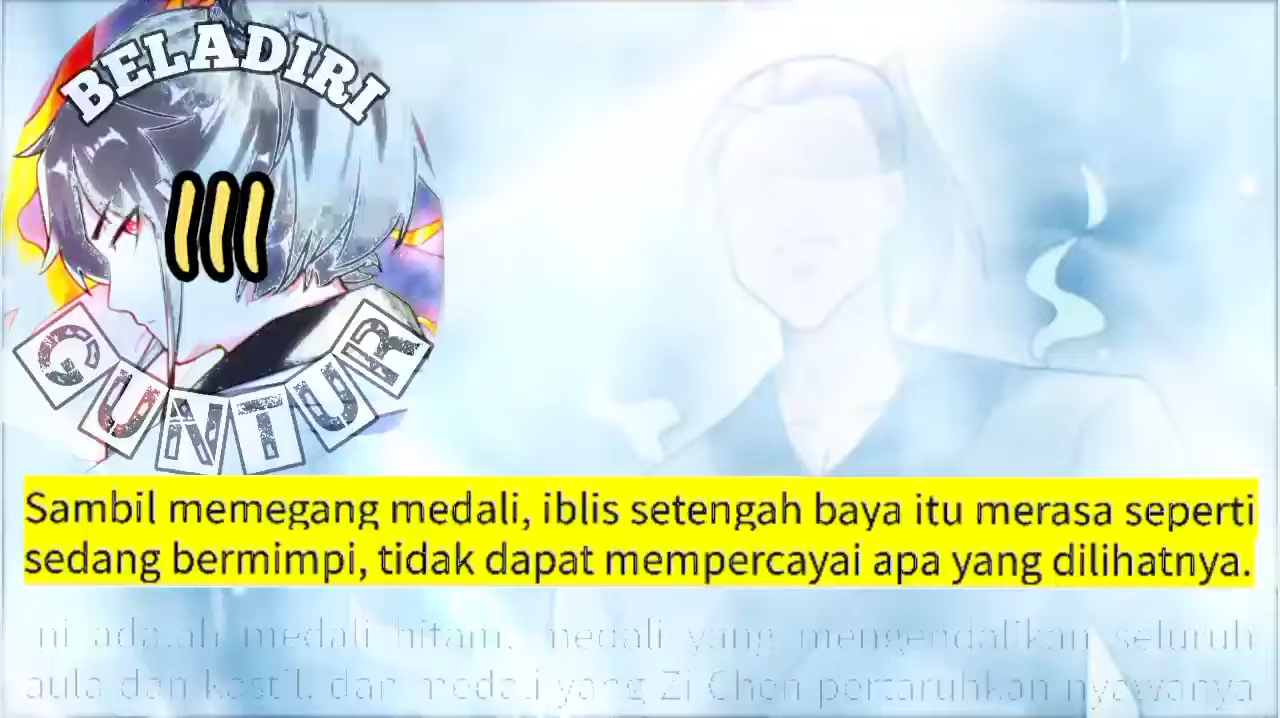 BELADIRI
GUNTUR
Sambil memegang medali, iblis setengah baya itu merasa seperti
sedang bermimpi, tidak dapat mempercayai apa yang dilihatnya.
ni adalah medali hitam, medali yang mengendalikan seluruh
aula dan kastil, dan medali yang Zi Chen pertaruhkan nyawanya